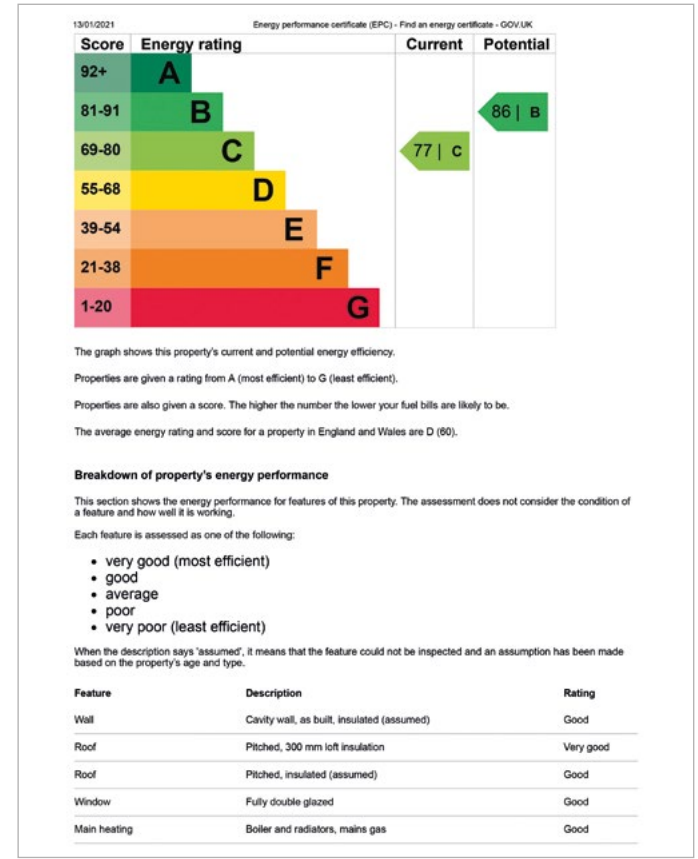 13/01/2021 Energy performance certificate (EPC) - Find an energy certificate - GOV.UK
Score Energy rating Current Potential
92+ A
81-91 B 86 | B
69-80 C 77 | C
55-68 D
39-54 E
21-38 F
1-20 G
The graph shows this property's current and potential energy efficiency.
Properties are given a rating from A (most efficient) to G (least efficient).
Properties are also given a score. The higher the number the lower your fuel bills are likely to be.
The average energy rating and score for a property in England and Wales are D (60).
Breakdown of property's energy performance
This section shows the energy performance for features of this property. The assessment does not consider the condition of
a feature and how well it is working.
Each feature is assessed as one of the following:
• very good (most efficient)
• good
• average
• poor
• very poor (least efficient)
When the description says 'assumed', it means that the feature could not be inspected and an assumption has been made
based on the property's age and type.
Feature Description Rating
Wall Cavity wall, as built, insulated (assumed) Good
Roof Pitched, 300 mm loft insulation Very good
Roof Pitched, insulated (assumed) Good
Window Fully double glazed Good
Main heating Boiler and radiators, mains gas Good